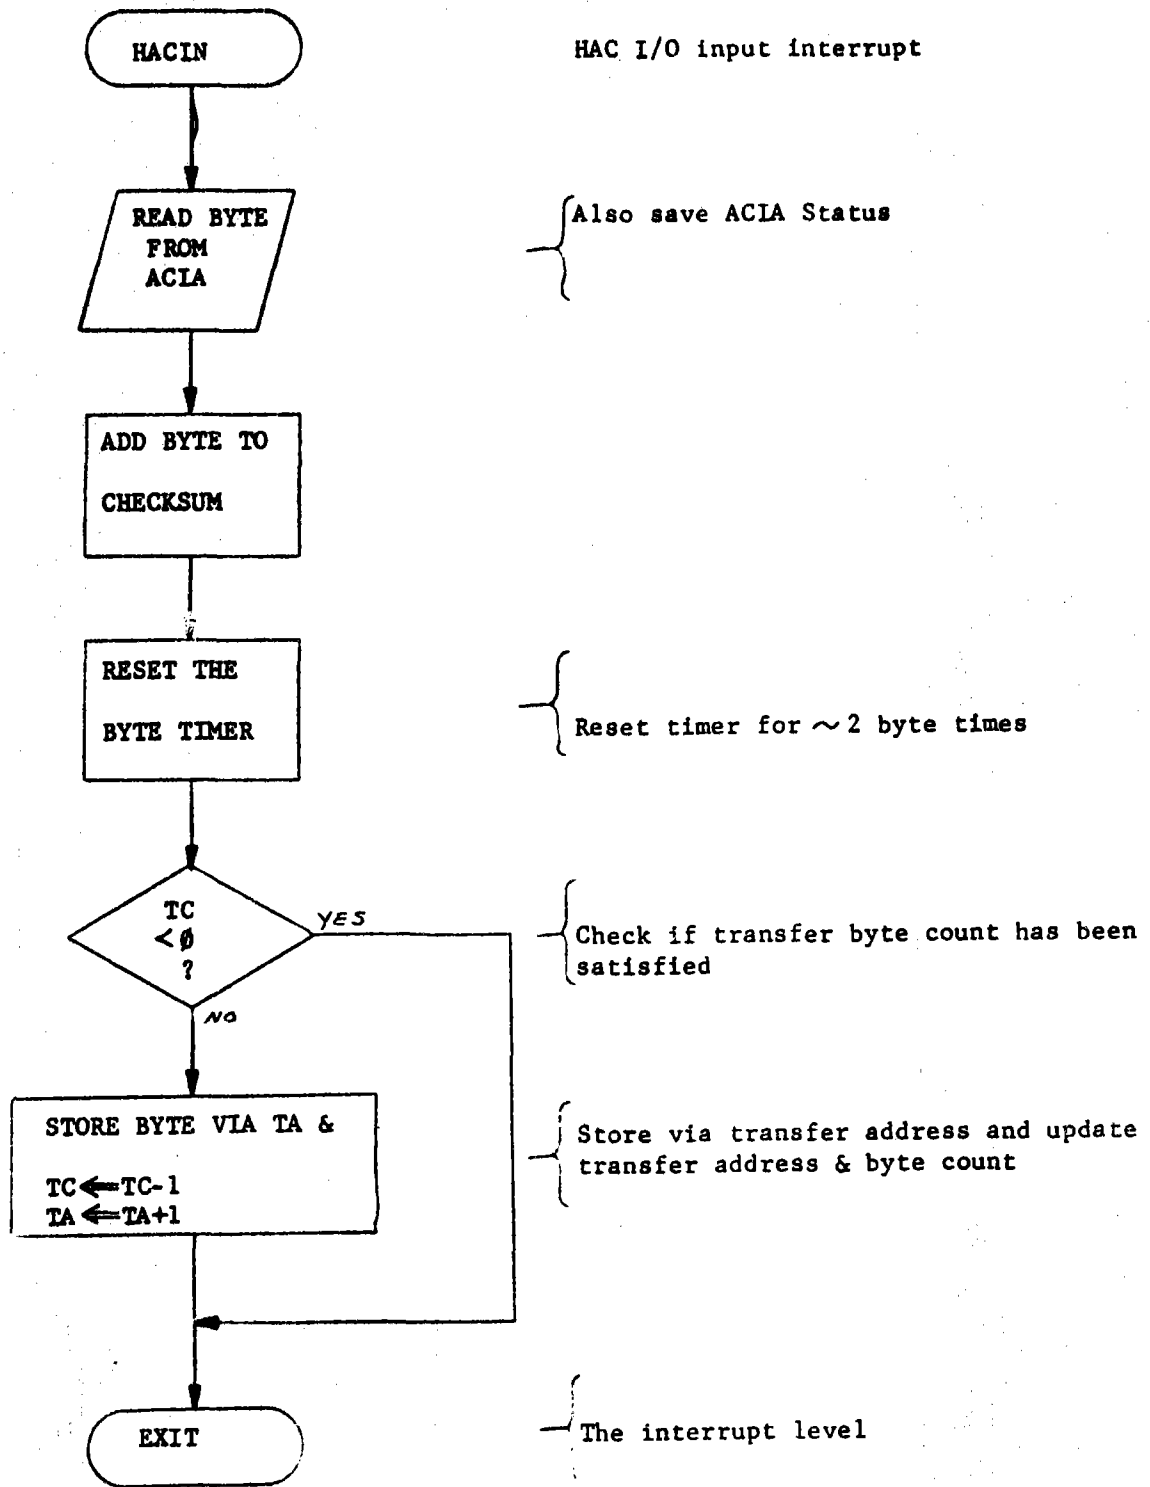 HACIN
HAC I/O input interrupt
READ BYTE
FROM
ACIA
Also save ACIA Status
ADD BYTE TO
CHECKSUM
RESET THE
BYTE TIMER
Reset timer for ~2 byte times
TC
<Ø
?
YES
NO
Check if transfer byte count has been
satisfied
STORE BYTE VIA TA &
TC⇐TC-1
TA⇐TA+1
Store via transfer address and update
transfer address & byte count
EXIT
The interrupt level